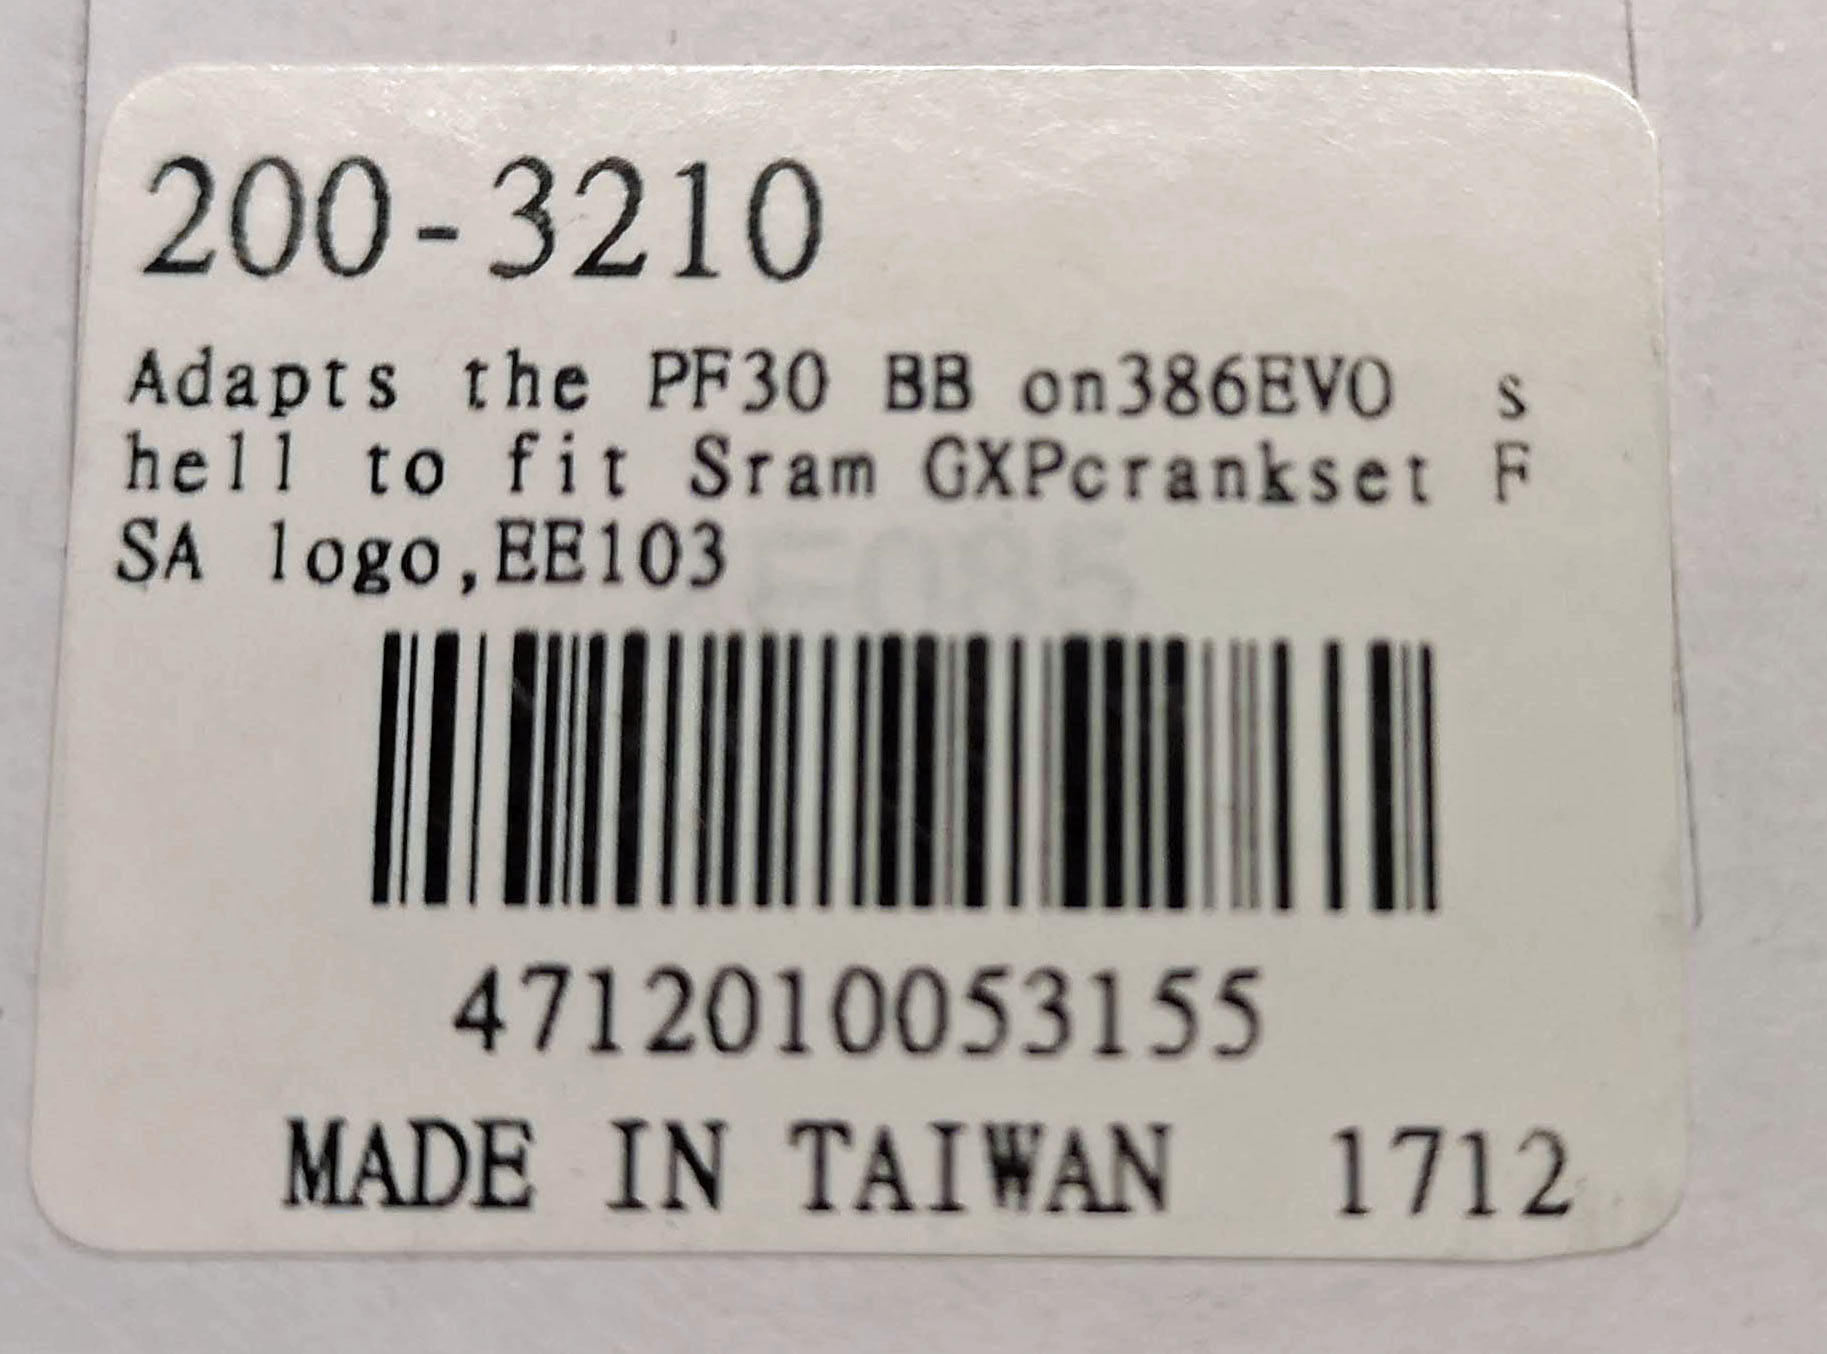 200-3210
Adapts the PF30 BB on386EVO s
hell to fit Sram GXPcrankset F
SA logo,EE103
E085
4712010053155
MADE IN TAIWAN 1712